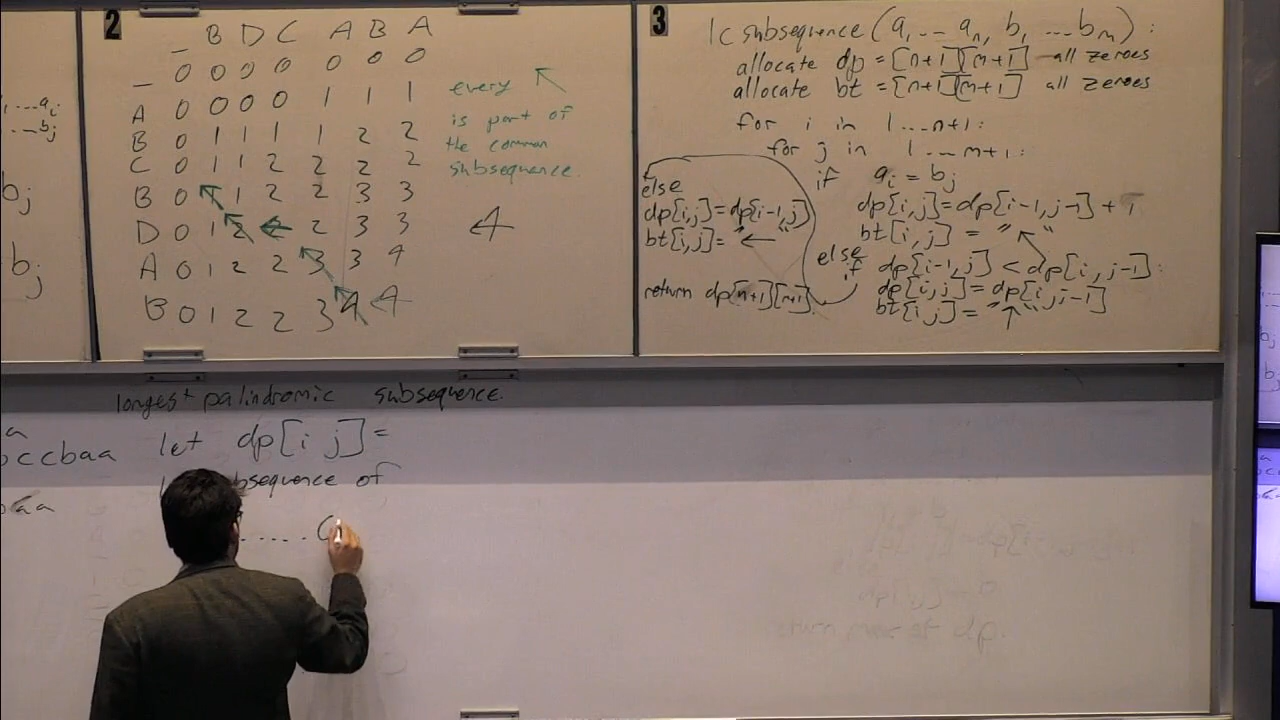 1...aᵢ
...bⱼ
bⱼ
bⱼ
2
_ B D C A B A
_ 0 0 0 0 0 0 0
A 0 0 0 0 1 1 1
B 0 1 1 1 1 2 2
C 0 1 1 2 2 2 2
B 0 ↖ 1 2 2 3 3
D 0 1 2 ← 2 3 3
A 0 1 2 2 3 3 4
B 0 1 2 2 3 4 ← 4
every ↖
is part of
the common
subsequence.
4
3
lc subsequence (a₁ ... aₙ, b₁ ... bₘ):
allocate dp = [n+1][m+1] all zeroes
allocate bt = [n+1][m+1] all zeroes
for i in 1...n+1:
for j in 1...m+1:
if aᵢ = bⱼ
dp[i,j]=dp[i-1,j-1] + 1
bt[i,j] = "↖"
else if dp[i-1,j] < dp[i,j-1]:
dp[i,j]=dp[i,j-1]
bt[i,j] = "↑"
else
dp[i,j]=dp[i-1,j]
bt[i,j]= "←"
return dp[n+1][m+1]
longest palindromic subsequence.
a
bccbaa
let dp[i j]=
of
.....